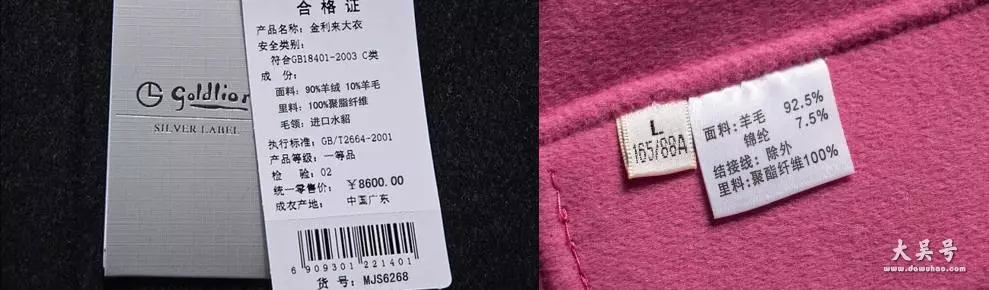 goldlion
SILVER LABEL
合格证
产品名称：金利来大衣
安全类别：
符合GB18401-2003 C类
成 份：
面料：90%羊绒 10%羊毛
里料：100%聚脂纤维
毛领：进口水貂
执行标准：GB/T2664-2001
产品等级：一等品
检 验：02
统一零售价：￥8600.00
成衣产地：中国广东
6 909301 221401
货 号：MJS6268
L
165/88A
面料：羊毛 92.5%
锦纶 7.5%
结接线：除外
里料：聚酯纤维100%
大吴号
www.dawuhao.com